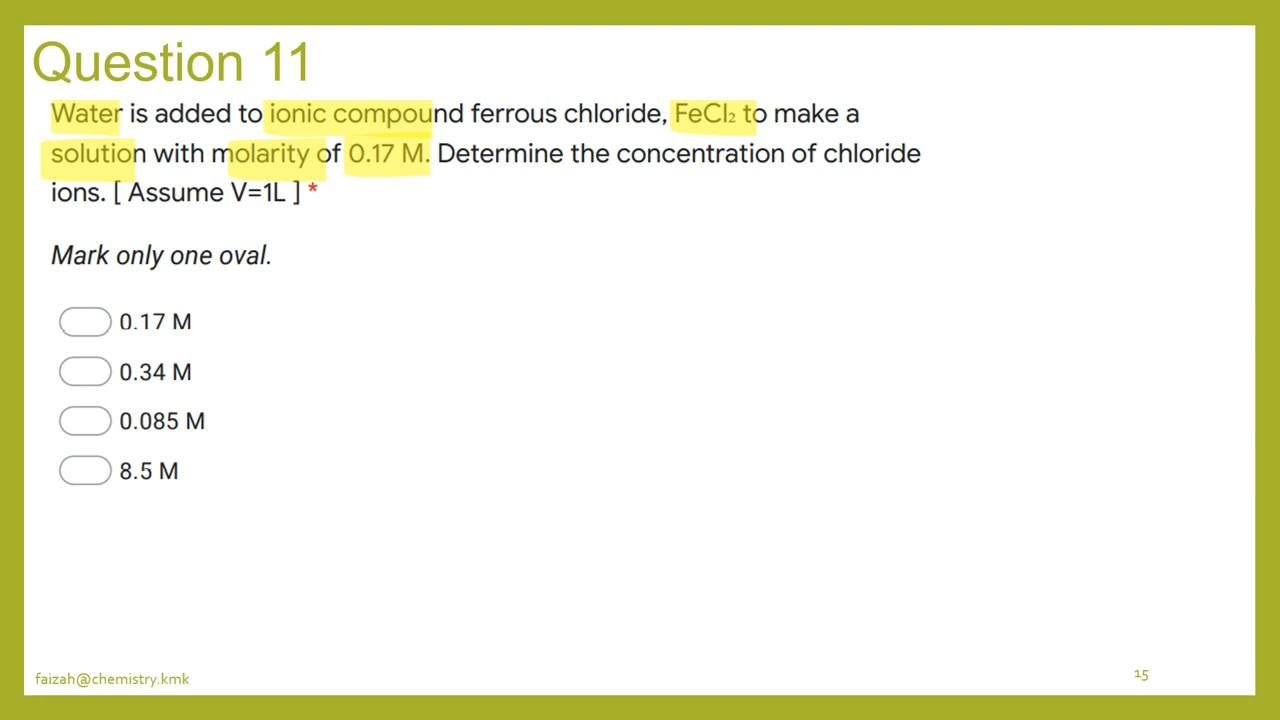 Question 11
Water is added to ionic compound ferrous chloride, FeCl₂ to make a
solution with molarity of 0.17 M. Determine the concentration of chloride
ions. [ Assume V=1L ] *
Mark only one oval.
0.17 M
0.34 M
0.085 M
8.5 M
faizah@chemistry.kmk
15